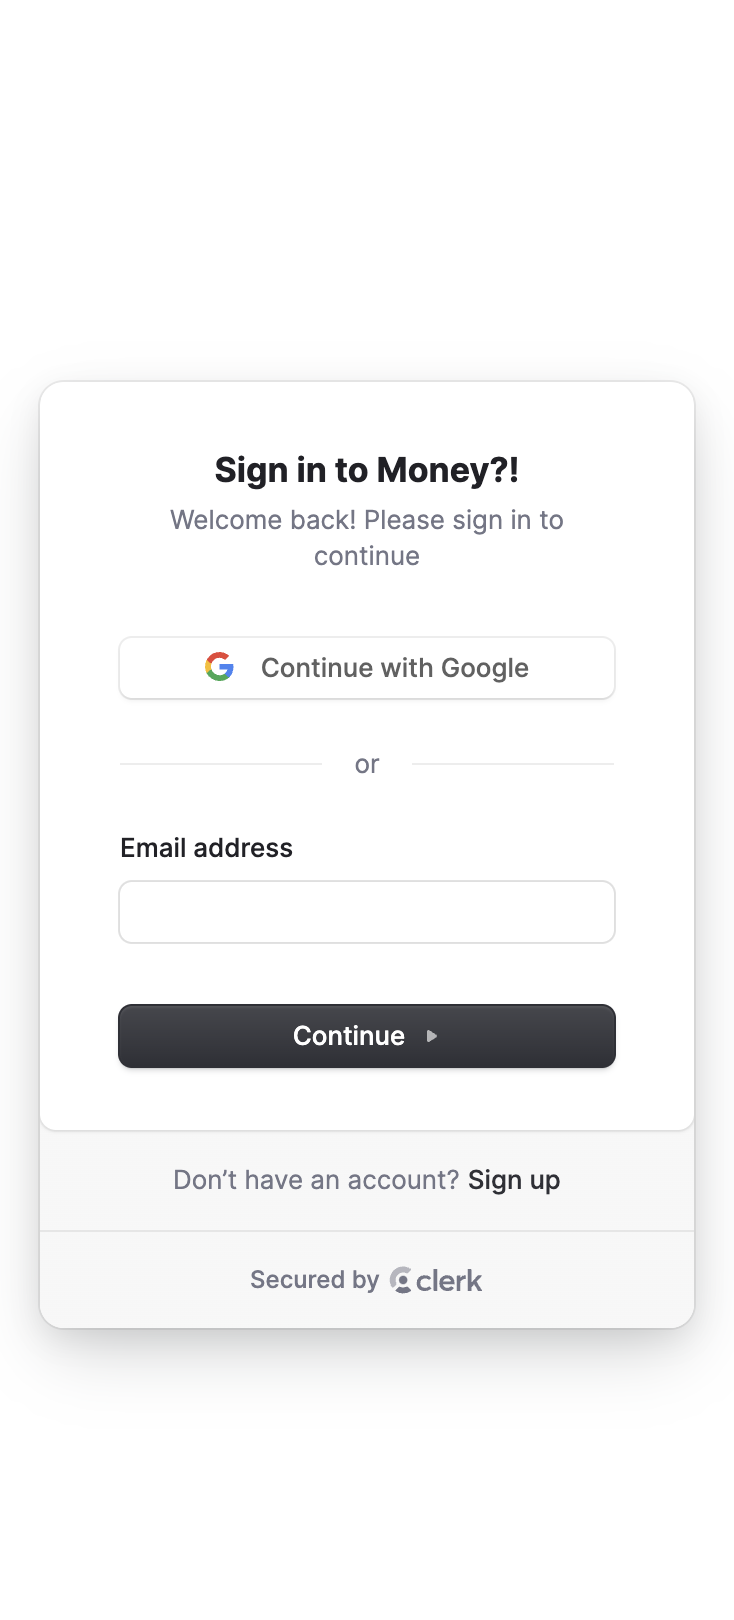 Sign in to Money?!
Welcome back! Please sign in to
continue
Continue with Google
or
Email address
Continue
Don’t have an account? Sign up
Secured by clerk